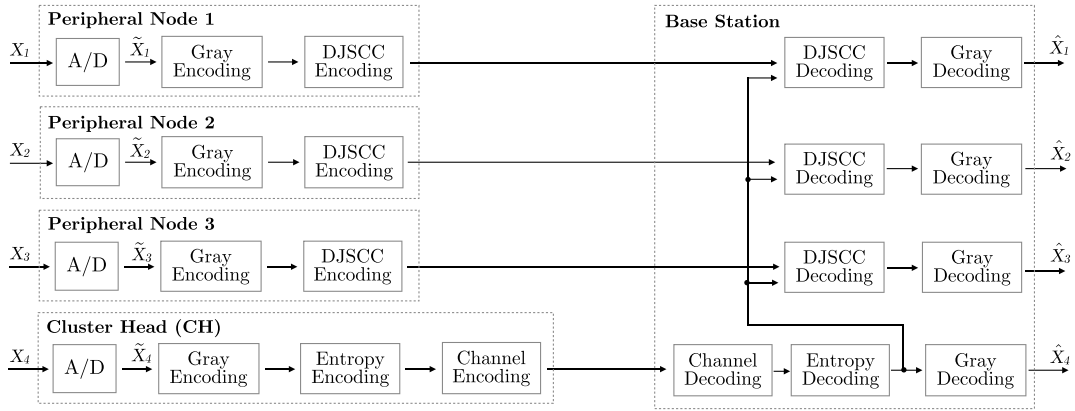 Peripheral Node 1
Base Station
X1
A/D
X̃1
Gray
Encoding
DJSCC
Encoding
DJSCC
Decoding
Gray
Decoding
X̂1
Peripheral Node 2
X2
A/D
X̃2
Gray
Encoding
DJSCC
Encoding
DJSCC
Decoding
Gray
Decoding
X̂2
Peripheral Node 3
X3
A/D
X̃3
Gray
Encoding
DJSCC
Encoding
DJSCC
Decoding
Gray
Decoding
X̂3
Cluster Head (CH)
X4
A/D
X̃4
Gray
Encoding
Entropy
Encoding
Channel
Encoding
Channel
Decoding
Entropy
Decoding
Gray
Decoding
X̂4